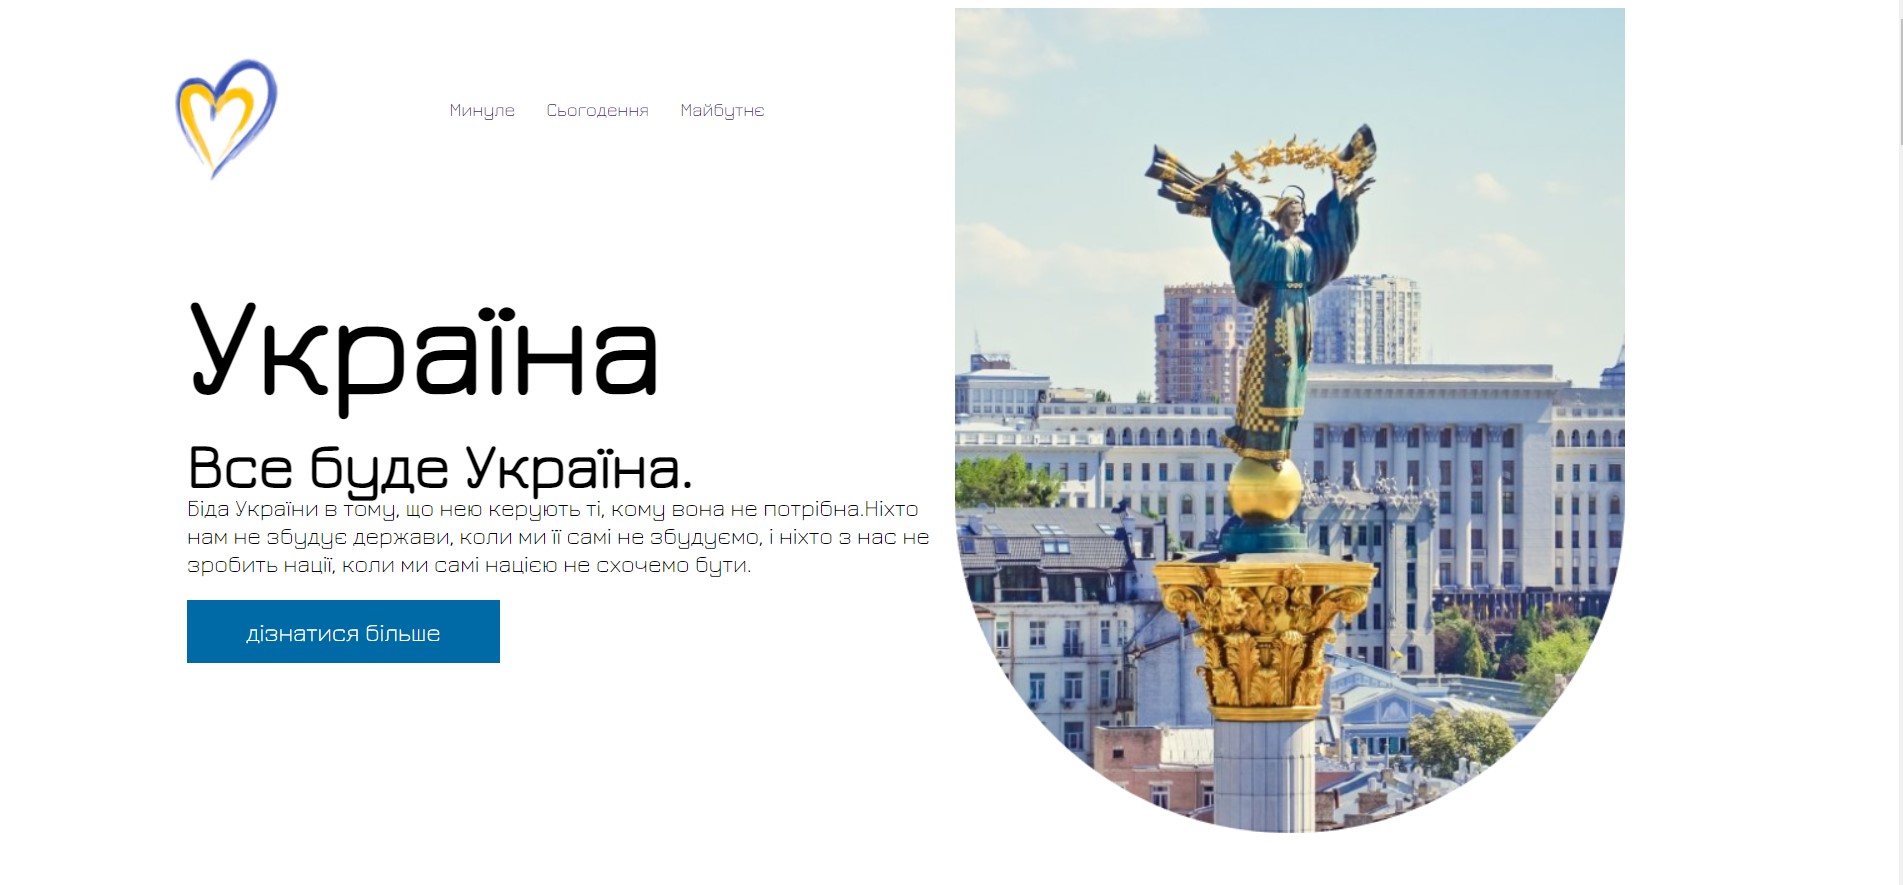 Минуле Сьогодення Майбутнє
Україна
Все буде Україна.
Біда України в тому, що нею керують ті, кому вона не потрібна.Ніхто
нам не збудує держави, коли ми її самі не збудуємо, і ніхто з нас не
зробить нації, коли ми самі нацією не схочемо бути.
дізнатися більше